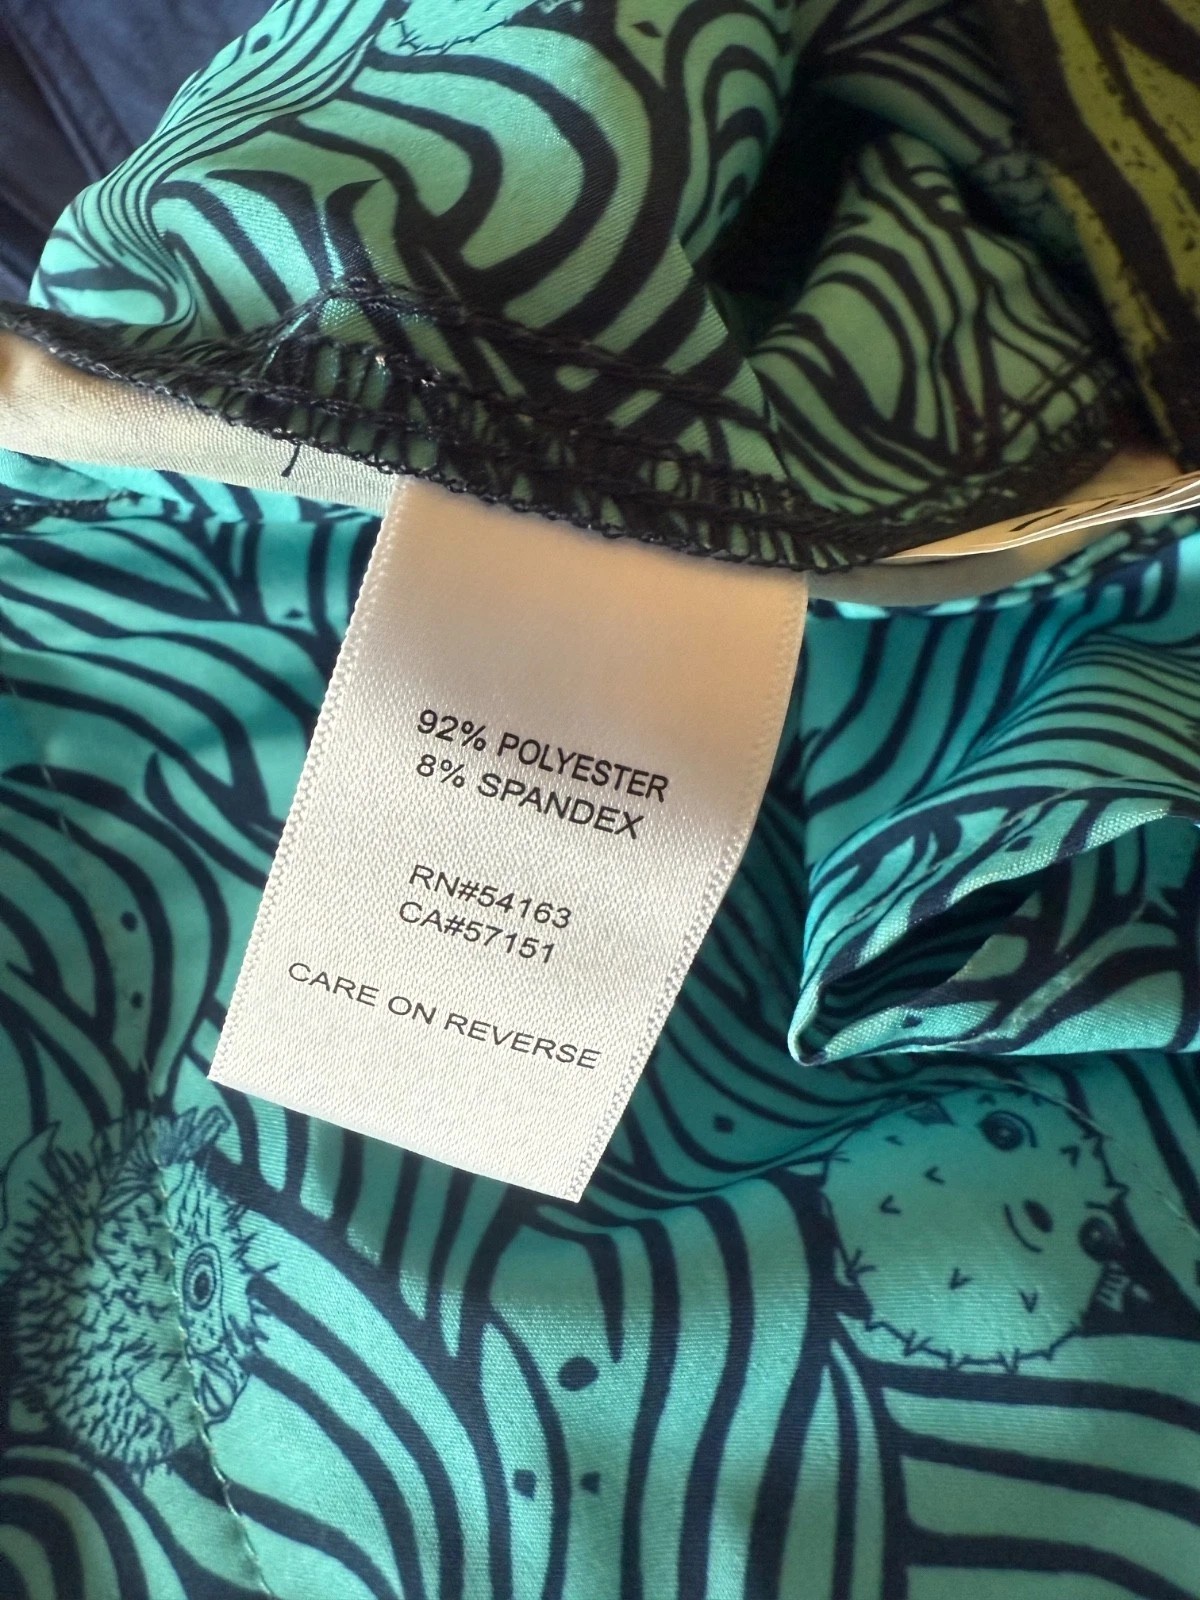 92% POLYESTER
8% SPANDEX
RN#54163
CA#57151
CARE ON REVERSE